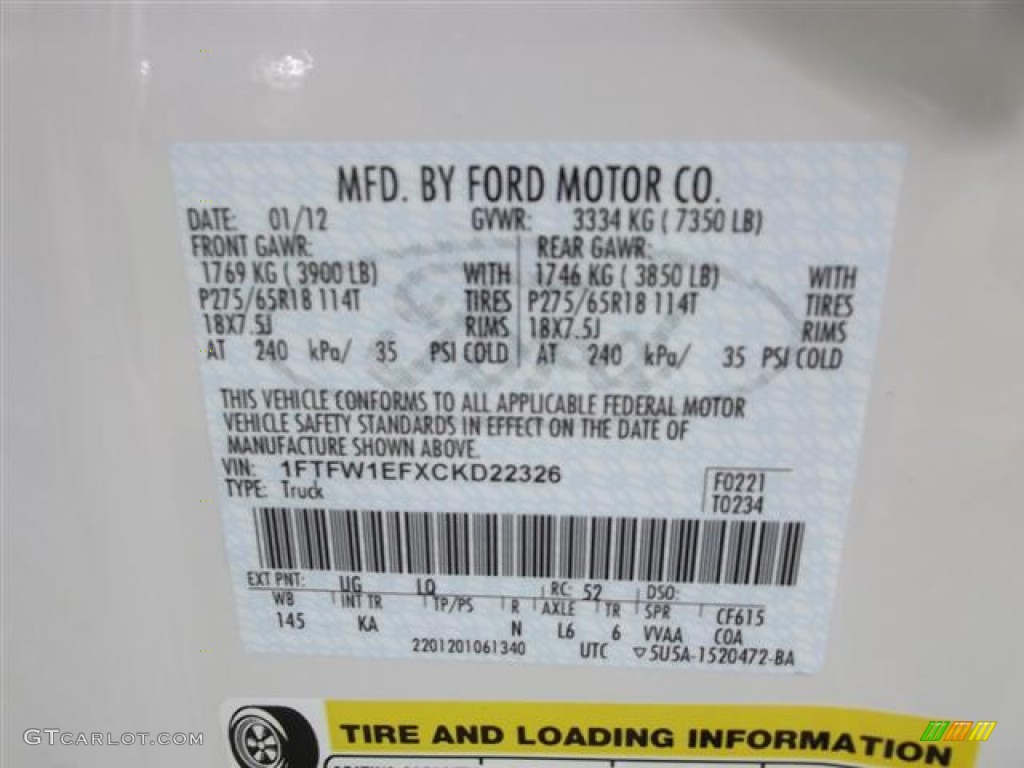 MFD. BY FORD MOTOR CO.
DATE: 01/12 GVWR: 3334 KG ( 7350 LB)
FRONT GAWR: REAR GAWR:
1769 KG ( 3900 LB) WITH 1746 KG ( 3850 LB) WITH
P275/65R18 114T TIRES P275/65R18 114T TIRES
18X7.5J RIMS 18X7.5J RIMS
AT 240 kPa/ 35 PSI COLD AT 240 kPa/ 35 PSI COLD
THIS VEHICLE CONFORMS TO ALL APPLICABLE FEDERAL MOTOR
VEHICLE SAFETY STANDARDS IN EFFECT ON THE DATE OF
MANUFACTURE SHOWN ABOVE.
VIN: 1FTFW1EFXCKD22326
TYPE: Truck
F0221
T0234
EXT PNT: UG LQ RC: 52 DSO:
WB INT TR TP/PS R AXLE TR SPR CF615
145 KA N L6 6 VVAA COA
2201201061340 UTC ▽5U5A-1520472-BA
TIRE AND LOADING INFORMATION
GTCarlot.com